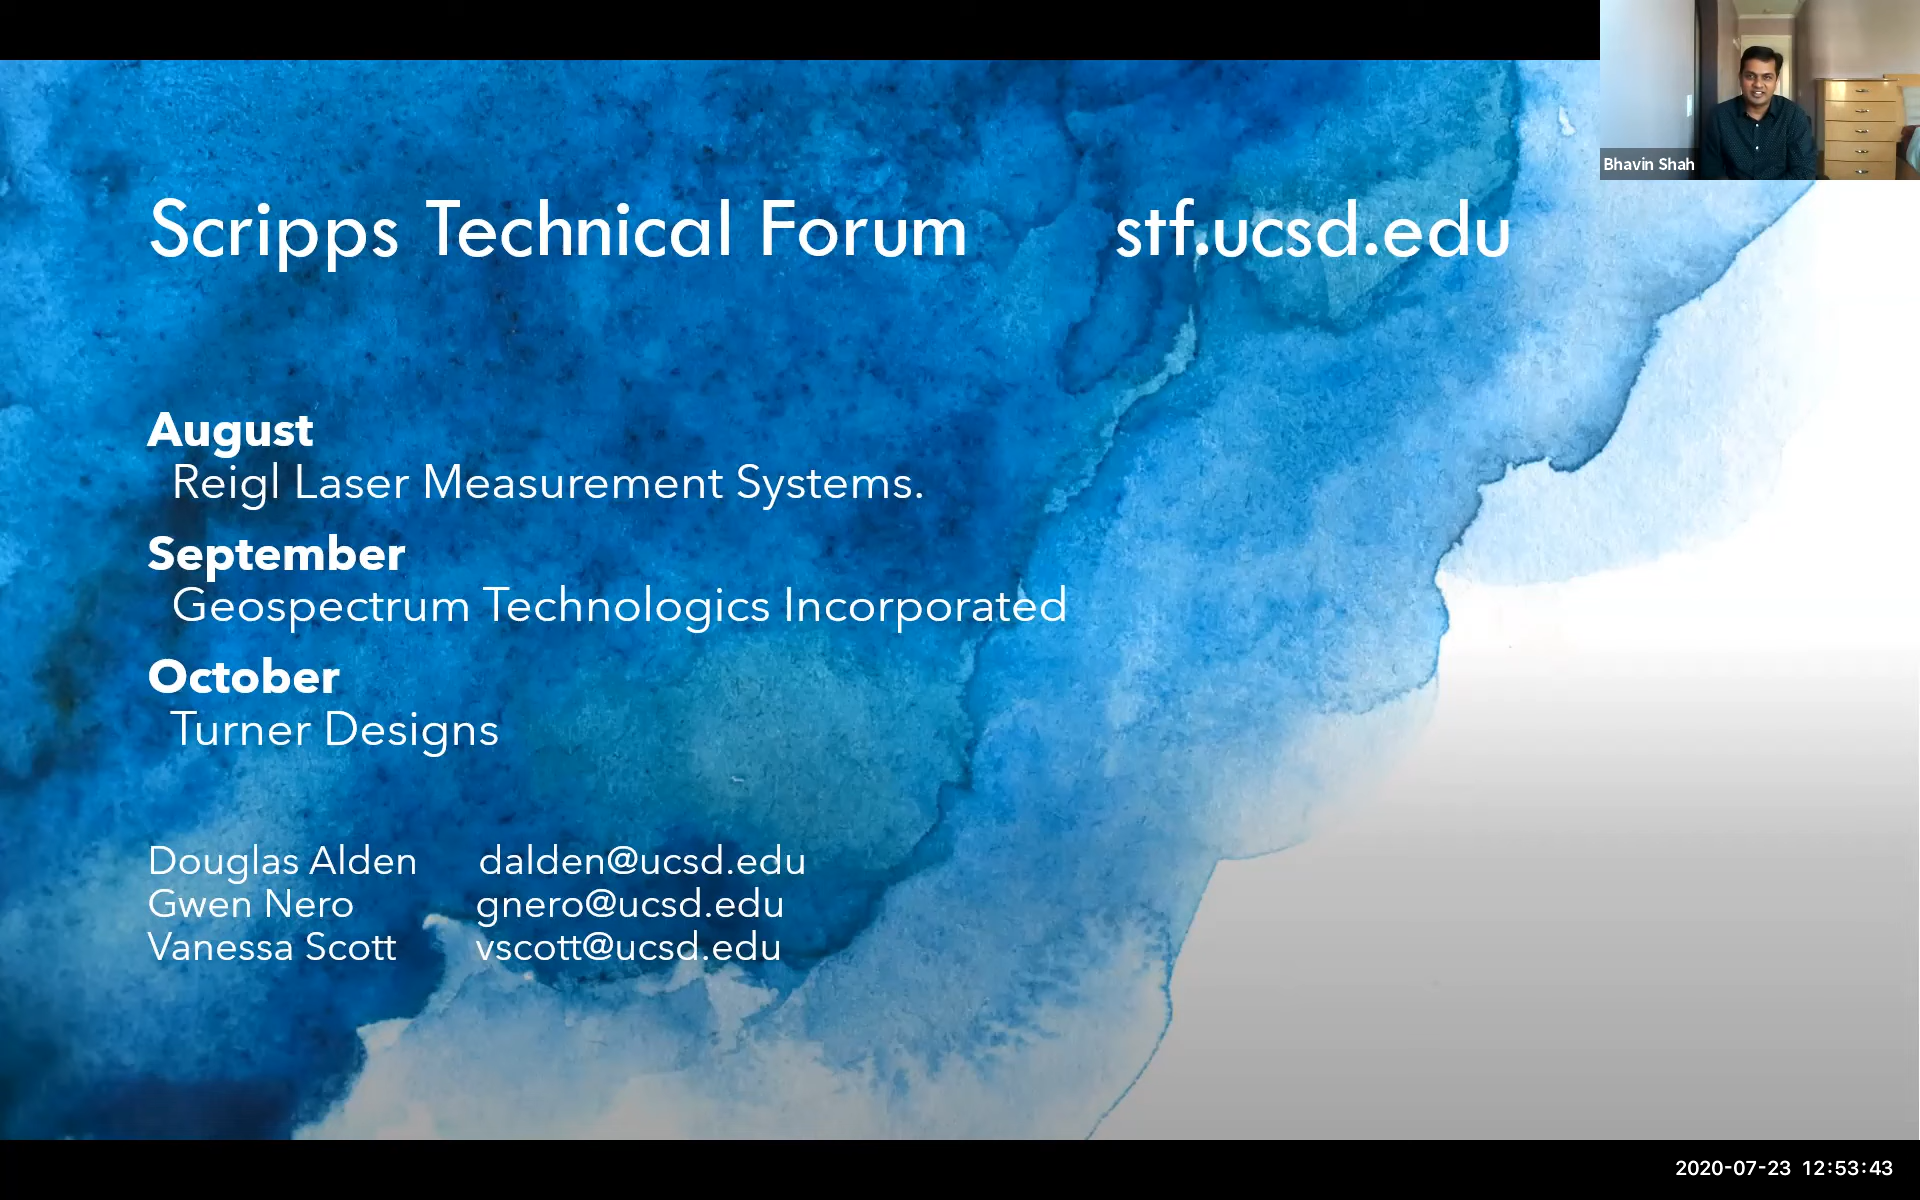 Bhavin Shah
Scripps Technical Forum stf.ucsd.edu
August
Reigl Laser Measurement Systems.
September
Geospectrum Technologics Incorporated
October
Turner Designs
Douglas Alden dalden@ucsd.edu
Gwen Nero gnero@ucsd.edu
Vanessa Scott vscott@ucsd.edu
2020-07-23 12:53:43